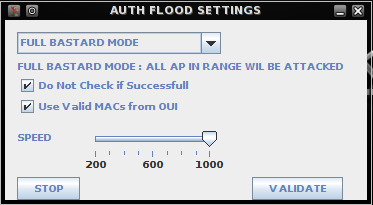 AUTH FLOOD SETTINGS
FULL BASTARD MODE
FULL BASTARD MODE : ALL AP IN RANGE WIL BE ATTACKED
Do Not Check if Successfull
Use Valid MACs from OUI
SPEED
200 600 1000
STOP VALIDATE